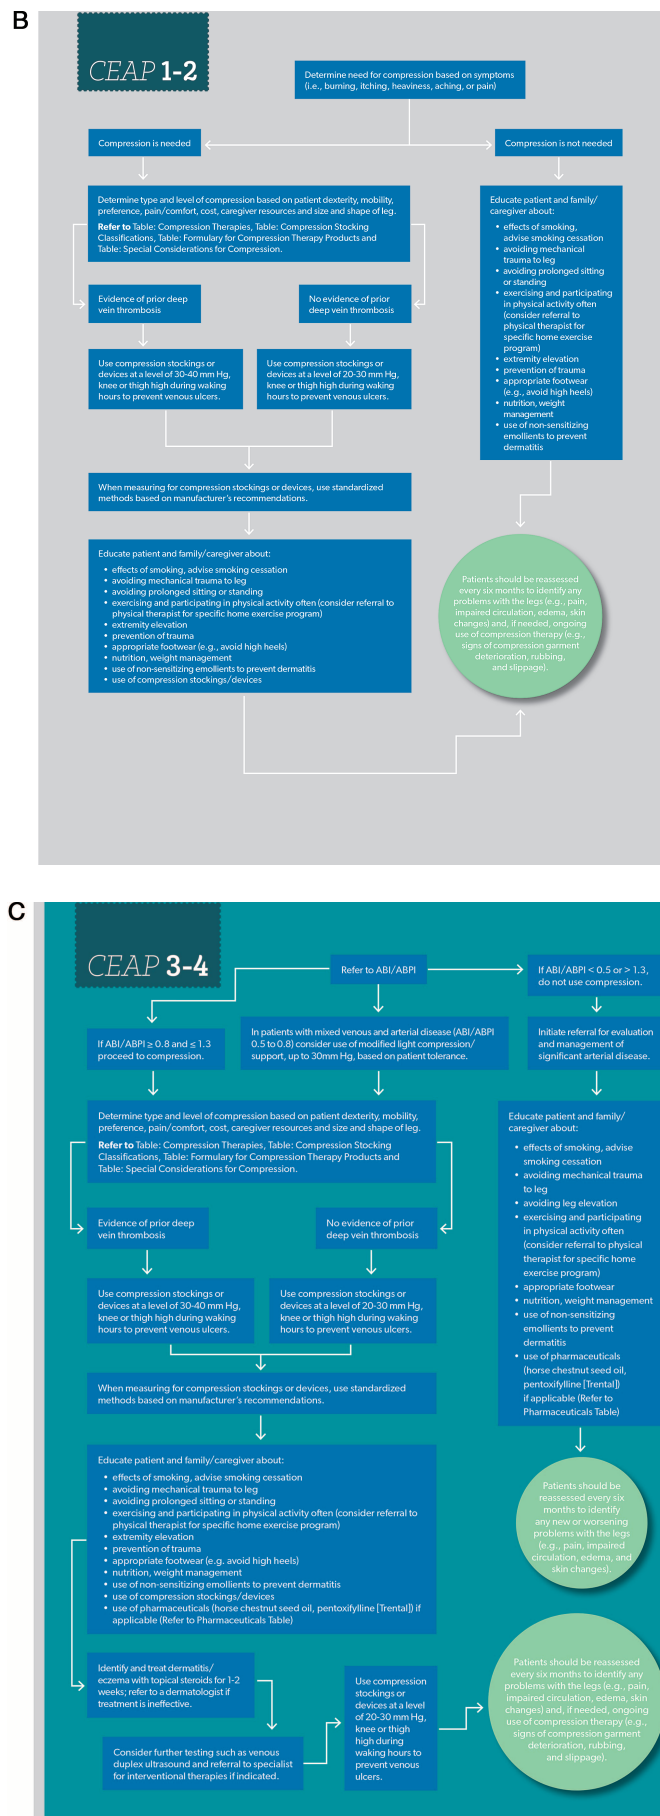 B
CEAP 1-2
Determine need for compression based on symptoms
(i.e., burning, itching, heaviness, aching, or pain)
Compression is needed
Compression is not needed
Determine type and level of compression based on patient dexterity, mobility,
preference, pain/comfort, cost, caregiver resources and size and shape of leg.
Refer to Table: Compression Therapies, Table: Compression Stocking
Classifications, Table: Formulary for Compression Therapy Products and
Table: Special Considerations for Compression.
Educate patient and family/
caregiver about:
• effects of smoking,
advise smoking cessation
• avoiding mechanical
trauma to leg
• avoiding prolonged sitting
or standing
• exercising and participating
in physical activity often
(consider referral to
physical therapist for
specific home exercise
program)
• extremity elevation
• prevention of trauma
• appropriate footwear
(e.g., avoid high heels)
• nutrition, weight
management
• use of non-sensitizing
emollients to prevent
dermatitis
Evidence of prior deep
vein thrombosis
No evidence of prior
deep vein thrombosis
Use compression stockings or
devices at a level of 30-40 mm Hg,
knee or thigh high during waking
hours to prevent venous ulcers.
Use compression stockings or
devices at a level of 20-30 mm Hg,
knee or thigh high during waking
hours to prevent venous ulcers.
When measuring for compression stockings or devices, use standardized
methods based on manufacturer's recommendations.
Educate patient and family/caregiver about:
• effects of smoking, advise smoking cessation
• avoiding mechanical trauma to leg
• avoiding prolonged sitting or standing
• exercising and participating in physical activity often (consider referral to
physical therapist for specific home exercise program)
• extremity elevation
• prevention of trauma
• appropriate footwear (e.g., avoid high heels)
• nutrition, weight management
• use of non-sensitizing emollients to prevent dermatitis
• use of compression stockings/devices
Patients should be reassessed
every six months to identify any
problems with the legs (e.g., pain,
impaired circulation, edema, skin
changes) and, if needed, ongoing
use of compression therapy (e.g.,
signs of compression garment
deterioration, rubbing,
and slippage).
C
CEAP 3-4
Refer to ABI/ABPI
If ABI/ABPI < 0.5 or > 1.3,
do not use compression.
If ABI/ABPI ≥ 0.8 and ≤ 1.3
proceed to compression.
In patients with mixed venous and arterial disease (ABI/ABPI
0.5 to 0.8) consider use of modified light compression/
support, up to 30mm Hg, based on patient tolerance.
Initiate referral for evaluation
and management of
significant arterial disease.
Determine type and level of compression based on patient dexterity, mobility,
preference, pain/comfort, cost, caregiver resources and size and shape of leg.
Refer to Table: Compression Therapies, Table: Compression Stocking
Classifications, Table: Formulary for Compression Therapy Products and
Table: Special Considerations for Compression.
Educate patient and family/
caregiver about:
• effects of smoking, advise
smoking cessation
• avoiding mechanical trauma
to leg
• avoiding leg elevation
• exercising and participating
in physical activity often
(consider referral to physical
therapist for specific home
exercise program)
• appropriate footwear
• nutrition, weight management
• use of non-sensitizing
emollients to prevent
dermatitis
• use of pharmaceuticals
(horse chestnut seed oil,
pentoxifylline [Trental])
if applicable (Refer to
Pharmaceuticals Table)
Evidence of prior deep
vein thrombosis
No evidence of prior
deep vein thrombosis
Use compression stockings or
devices at a level of 30-40 mm Hg,
knee or thigh high during waking
hours to prevent venous ulcers.
Use compression stockings or
devices at a level of 20-30 mm Hg,
knee or thigh high during waking
hours to prevent venous ulcers.
When measuring for compression stockings or devices, use standardized
methods based on manufacturer's recommendations.
Educate patient and family/caregiver about:
• effects of smoking, advise smoking cessation
• avoiding mechanical trauma to leg
• avoiding prolonged sitting or standing
• exercising and participating in physical activity often (consider referral to
physical therapist for specific home exercise program)
• extremity elevation
• prevention of trauma
• appropriate footwear (e.g. avoid high heels)
• nutrition, weight management
• use of non-sensitizing emollients to prevent dermatitis
• use of compression stockings/devices
• use of pharmaceuticals (horse chestnut seed oil, pentoxifylline [Trental]) if
applicable (Refer to Pharmaceuticals Table)
Patients should be
reassessed every six
months to identify
any new or worsening
problems with the legs
(e.g., pain, impaired
circulation, edema, and
skin changes).
Identify and treat dermatitis/
eczema with topical steroids for 1-2
weeks; refer to a dermatologist if
treatment is ineffective.
Consider further testing such as venous
duplex ultrasound and referral to specialist
for interventional therapies if indicated.
Use compression
stockings or
devices at a level
of 20-30 mm Hg,
knee or thigh
high during
waking hours to
prevent venous
ulcers.
Patients should be reassessed
every six months to identify any
problems with the legs (e.g., pain,
impaired circulation, edema, skin
changes) and, if needed, ongoing
use of compression therapy (e.g.,
signs of compression garment
deterioration, rubbing,
and slippage).